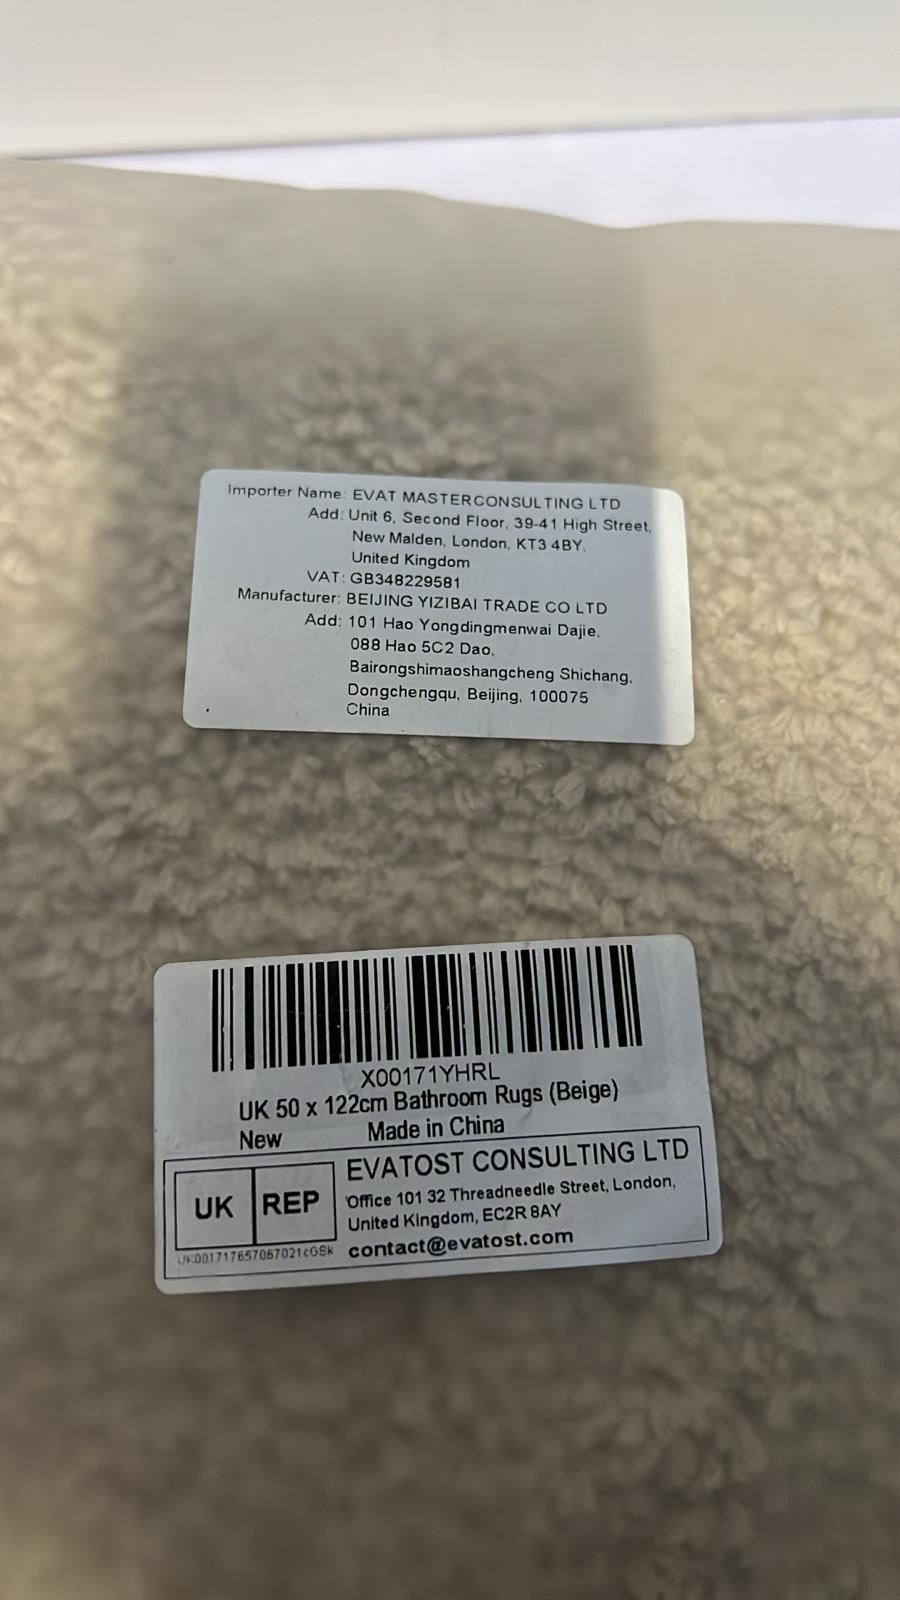 Importer Name: EVAT MASTERCONSULTING LTD
Add: Unit 6, Second Floor, 39-41 High Street,
New Malden, London, KT3 4BY,
United Kingdom
VAT: GB348229581
Manufacturer: BEIJING YIZIBAI TRADE CO LTD
Add: 101 Hao Yongdingmenwai Dajie,
088 Hao 5C2 Dao,
Bairongshimaoshangcheng Shichang,
Dongchengqu, Beijing, 100075
China
X00171YHRL
UK 50 x 122cm Bathroom Rugs (Beige)
New Made in China
UK REP
EVATOST CONSULTING LTD
Office 101 32 Threadneedle Street, London,
United Kingdom, EC2R 8AY
contact@evatost.com